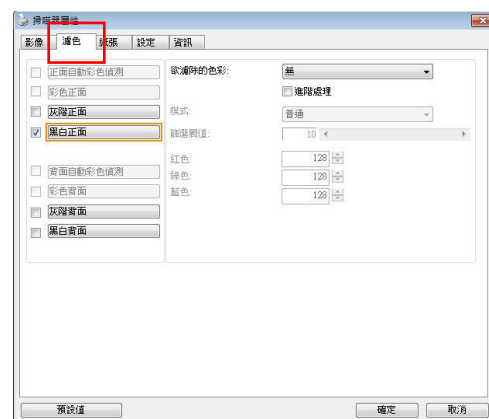 掃瞄器屬性
影像 濾色 紙張 設定 資訊
正面自動彩色偵測
彩色正面
灰階正面
黑白正面
背面自動彩色偵測
彩色背面
灰階背面
黑白背面
欲濾除的色彩: 無
進階處理
模式: 普通
篩選閥值: 10
紅色: 128
綠色: 128
藍色: 128
預設值 確定 取消